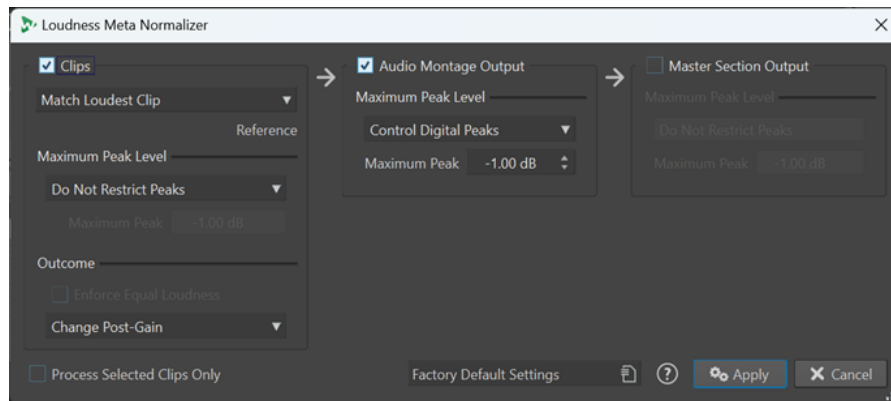 Loudness Meta Normalizer
Clips
Match Loudest Clip
Reference
Maximum Peak Level
Do Not Restrict Peaks
Maximum Peak -1.00 dB
Outcome
Enforce Equal Loudness
Change Post-Gain
Audio Montage Output
Maximum Peak Level
Control Digital Peaks
Maximum Peak -1.00 dB
Master Section Output
Maximum Peak Level
Do Not Restrict Peaks
Maximum Peak -1.00 dB
Process Selected Clips Only
Factory Default Settings
Apply
Cancel